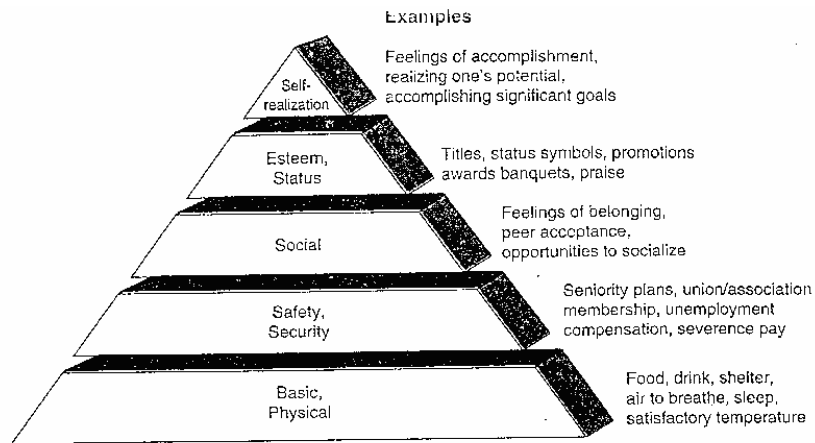 Examples
Self-
realization
Feelings of accomplishment,
realizing one's potential,
accomplishing significant goals
Esteem,
Status
Titles, status symbols, promotions
awards banquets, praise
Social
Feelings of belonging,
peer acceptance,
opportunities to socialize
Safety,
Security
Seniority plans, union/association
membership, unemployment
compensation, severence pay
Basic,
Physical
Food, drink, shelter,
air to breathe, sleep,
satisfactory temperature